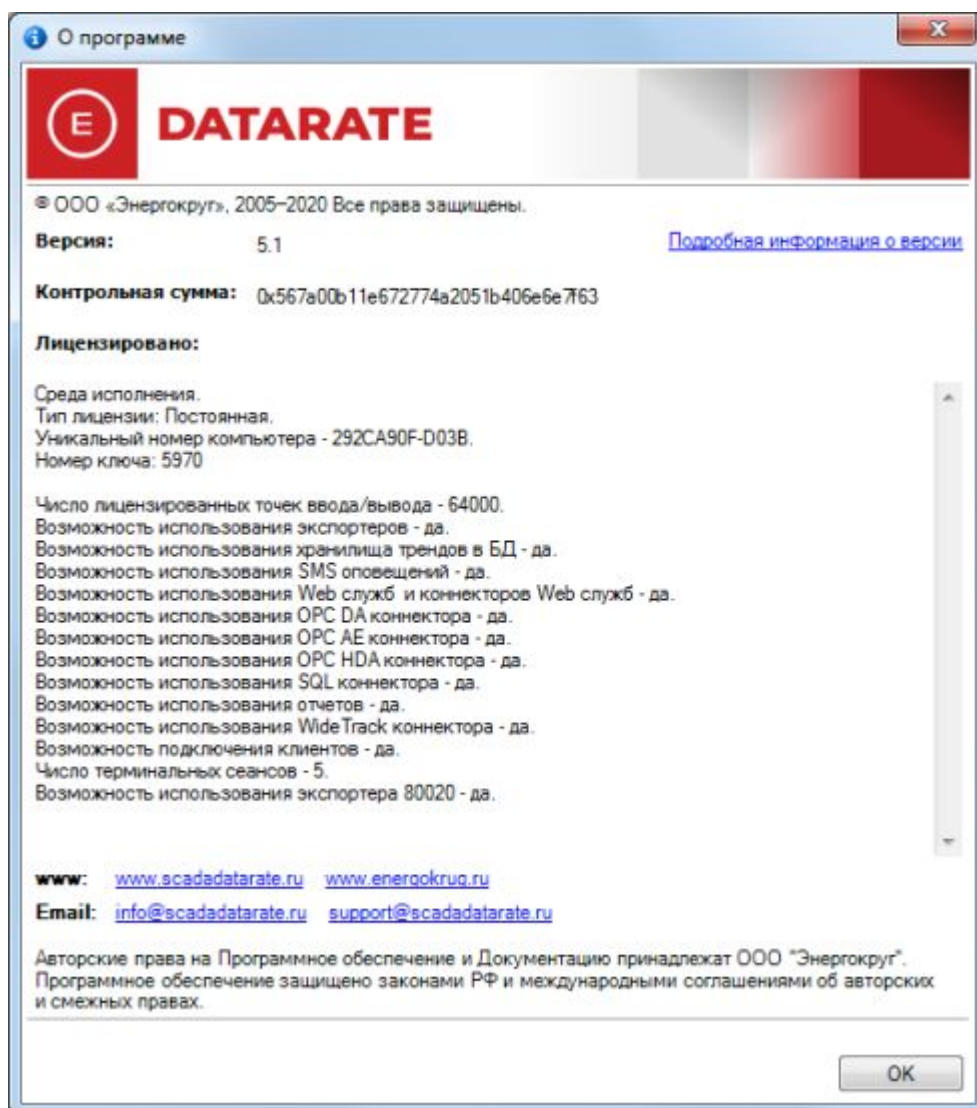 О программе
E DATARATE
© ООО «Энергокруг», 2005–2020 Все права защищены.
Версия: 5.1 Подробная информация о версии
Контрольная сумма: 0x567a00b11e672774a2051b406e6e7f63
Лицензировано:
Среда исполнения.
Тип лицензии: Постоянная.
Уникальный номер компьютера - 292CA90F-D03B.
Номер ключа: 5970
Число лицензированных точек ввода/вывода - 64000.
Возможность использования экспортеров - да.
Возможность использования хранилища трендов в БД - да.
Возможность использования SMS оповещений - да.
Возможность использования Web служб и коннекторов Web служб - да.
Возможность использования OPC DA коннектора - да.
Возможность использования OPC AE коннектора - да.
Возможность использования OPC HDA коннектора - да.
Возможность использования SQL коннектора - да.
Возможность использования отчетов - да.
Возможность использования WideTrack коннектора - да.
Возможность подключения клиентов - да.
Число терминальных сеансов - 5.
Возможность использования экспортера 80020 - да.
www: www.scadadatarate.ru www.energokrug.ru
Email: info@scadadatarate.ru support@scadadatarate.ru
Авторские права на Программное обеспечение и Документацию принадлежат ООО "Энергокруг".
Программное обеспечение защищено законами РФ и международными соглашениями об авторских
и смежных правах.
OK